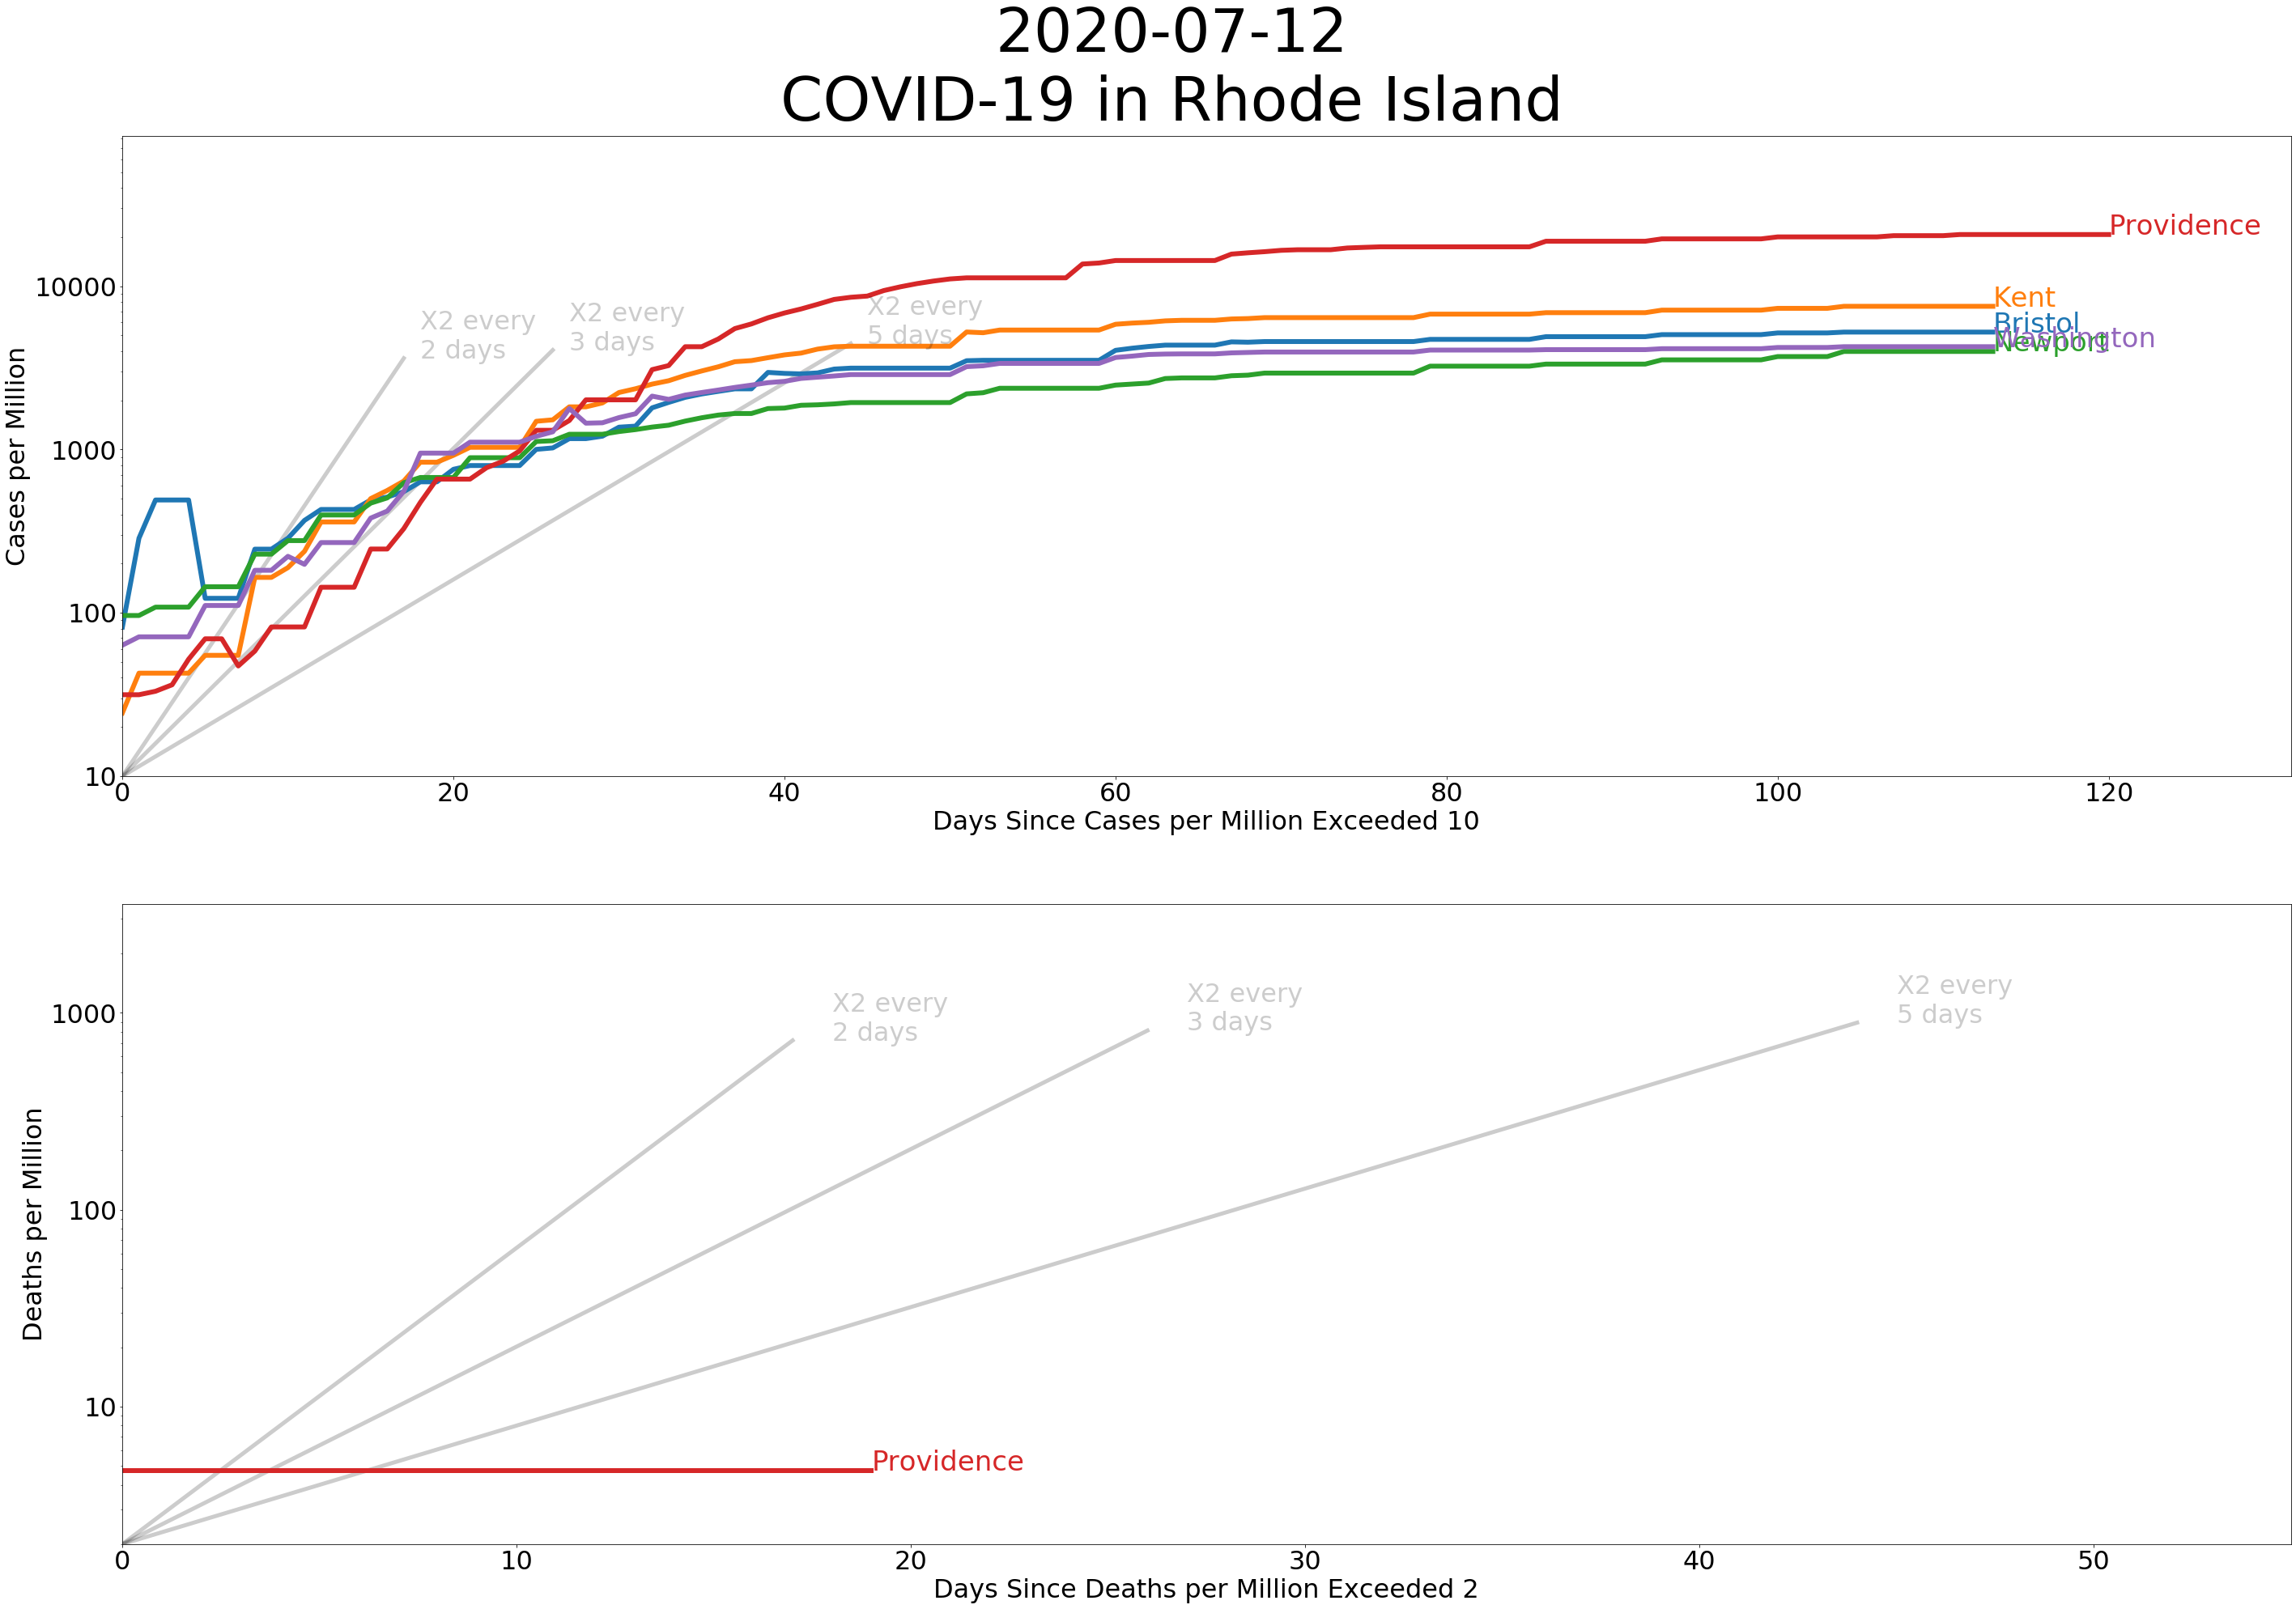 2020-07-12
COVID-19 in Rhode Island
Providence
10000
X2 every
2 days
X2 every
3 days
X2 every
5 days
Kent
Bristol
Washington
Newport
1000
100
10
Cases per Million
0
20
40
60
80
100
120
Days Since Cases per Million Exceeded 10
X2 every
2 days
X2 every
3 days
X2 every
5 days
1000
100
10
Deaths per Million
Providence
0
10
20
30
40
50
Days Since Deaths per Million Exceeded 2